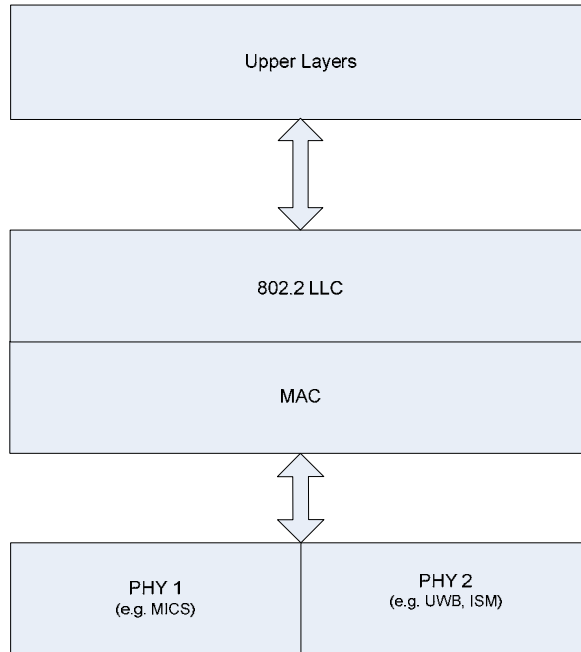 Upper Layers
802.2 LLC
MAC
PHY 1
(e.g. MICS)
PHY 2
(e.g. UWB, ISM)